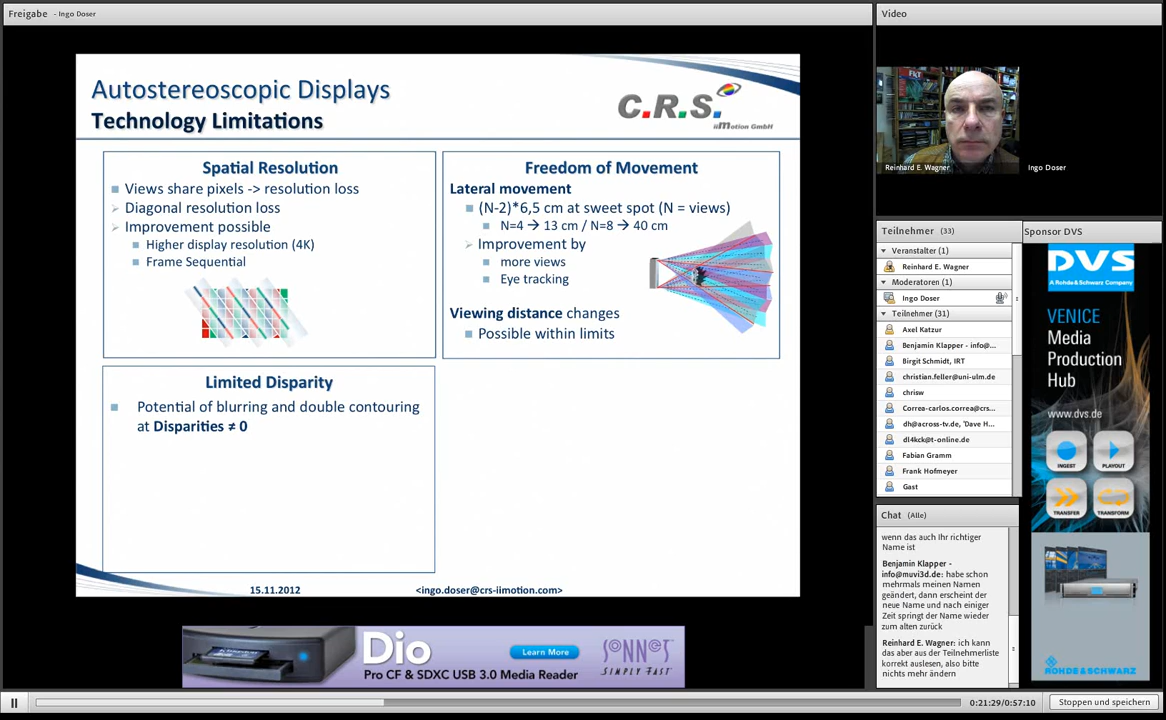 Freigabe - Ingo Doser
Autostereoscopic Displays
Technology Limitations
C.R.S.
iiMotion GmbH
Spatial Resolution
Views share pixels -> resolution loss
Diagonal resolution loss
Improvement possible
Higher display resolution (4K)
Frame Sequential
Freedom of Movement
Lateral movement
(N-2)*6,5 cm at sweet spot (N = views)
N=4 → 13 cm / N=8 → 40 cm
Improvement by
more views
Eye tracking
Viewing distance changes
Possible within limits
Limited Disparity
Potential of blurring and double contouring
at Disparities ≠ 0
15.11.2012
<ingo.doser@crs-iimotion.com>
Dio
Pro CF & SDXC USB 3.0 Media Reader
Learn More
SONNET
SIMPLY FAST
Video
FKT
Reinhard E. Wagner
Ingo Doser
Teilnehmer (33)
Veranstalter (1)
Reinhard E. Wagner
Moderatoren (1)
Ingo Doser
Teilnehmer (31)
Axel Katzur
Benjamin Klapper - info@...
Birgit Schmidt, IRT
christian.feller@uni-ulm.de
chrisw
Correa-carlos.correa@crs...
dh@across-tv.de, 'Dave H...
dl4kck@t-online.de
Fabian Gramm
Frank Hofmeyer
Gast
Chat (Alle)
wenn das auch Ihr richtiger
Name ist
Benjamin Klapper -
info@muvi3d.de: habe schon
mehrmals meinen Namen
geändert, dann erscheint der
neue Name und nach einiger
Zeit springt der Name wieder
zum alten zurück
Reinhard E. Wagner: ich kann
das aber aus der Teilnehmerliste
korrekt auslesen, also bitte
nichts mehr ändern
Sponsor DVS
DVS
A Rohde&Schwarz Company
VENICE
Media
Production
Hub
www.dvs.de
INGEST
PLAYOUT
TRANSFER
TRANSFORM
ROHDE&SCHWARZ
0:21:29/0:57:10
Stoppen und speichern